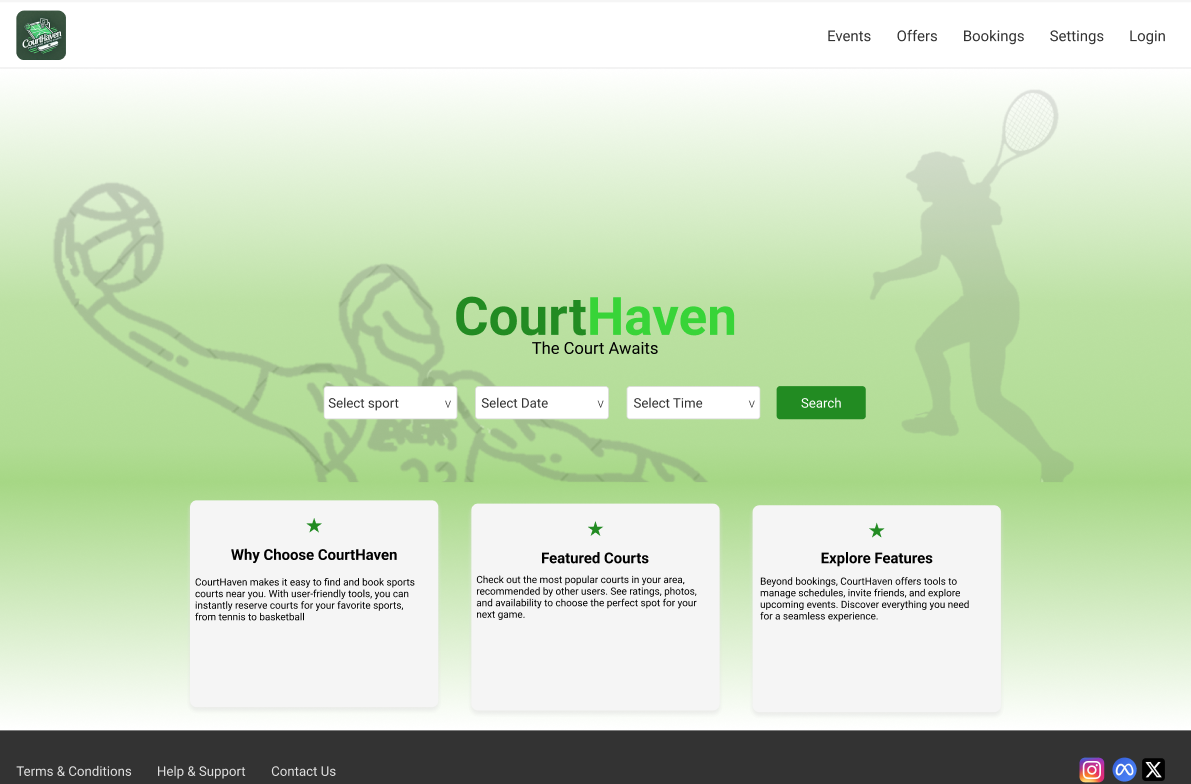 CourtHaven
Events Offers Bookings Settings Login
CourtHaven
The Court Awaits
Select sport v Select Date v Select Time v Search
Why Choose CourtHaven
CourtHaven makes it easy to find and book sports
courts near you. With user-friendly tools, you can
instantly reserve courts for your favorite sports,
from tennis to basketball
Featured Courts
Check out the most popular courts in your area,
recommended by other users. See ratings, photos,
and availability to choose the perfect spot for your
next game.
Explore Features
Beyond bookings, CourtHaven offers tools to
manage schedules, invite friends, and explore
upcoming events. Discover everything you need
for a seamless experience.
Terms & Conditions Help & Support Contact Us